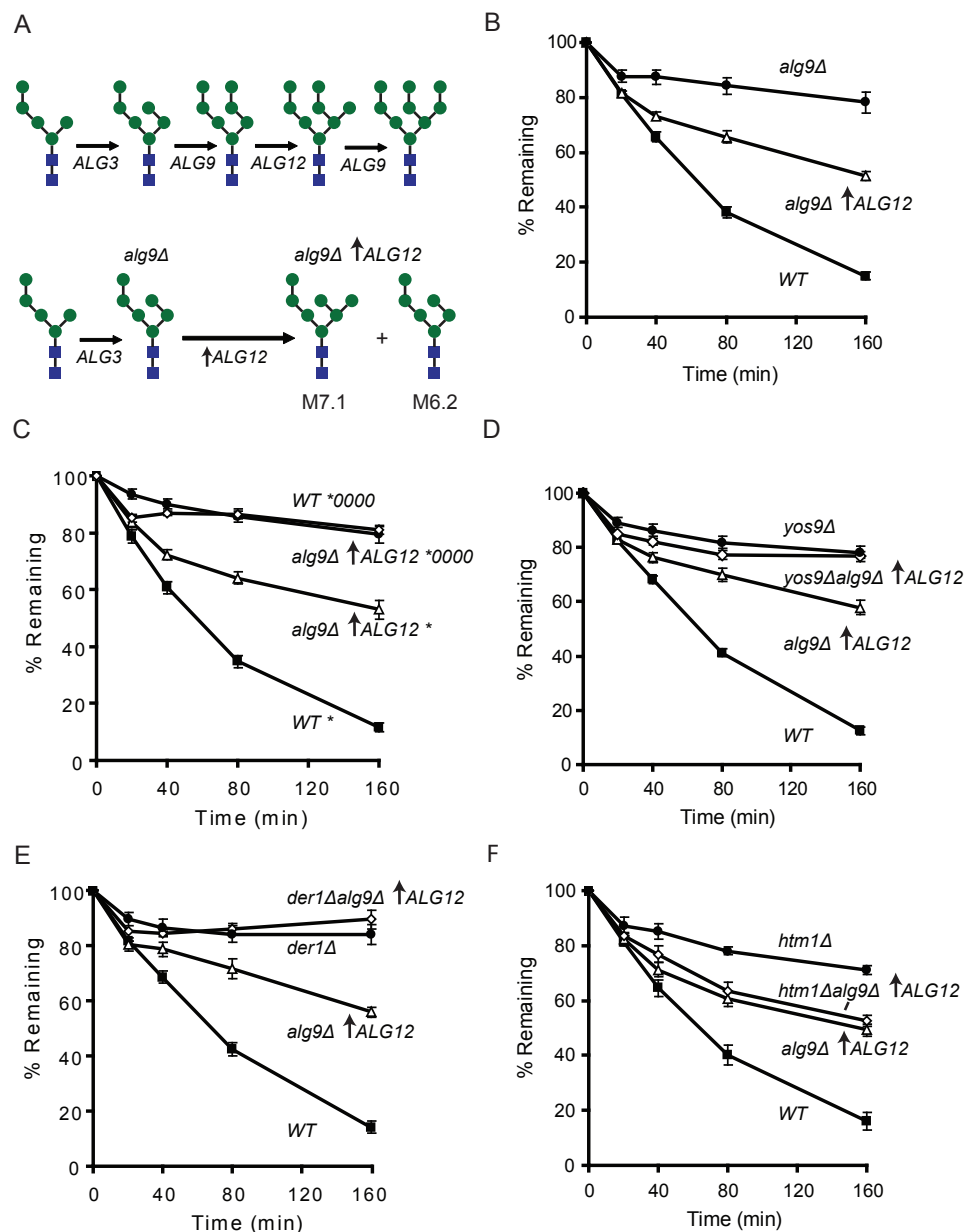 A
ALG3
ALG9
ALG12
ALG9
alg9Δ
alg9Δ ↑ALG12
ALG3
↑ALG12
+
M7.1
M6.2
B
100
80
60
40
20
0
% Remaining
alg9Δ
alg9Δ ↑ALG12
WT
0 40 80 120 160
Time (min)
C
100
80
60
40
20
0
% Remaining
WT *0000
alg9Δ ↑ALG12 *0000
alg9Δ ↑ALG12 *
WT *
0 40 80 120 160
Time (min)
D
100
80
60
40
20
0
% Remaining
yos9Δ
yos9Δalg9Δ ↑ALG12
alg9Δ ↑ALG12
WT
0 40 80 120 160
Time (min)
E
100
80
60
40
20
0
% Remaining
der1Δalg9Δ ↑ALG12
der1Δ
alg9Δ ↑ALG12
WT
0 40 80 120 160
Time (min)
F
100
80
60
40
20
0
% Remaining
htm1Δ
htm1Δalg9Δ ↑ALG12
alg9Δ ↑ALG12
WT
0 40 80 120 160
Time (min)